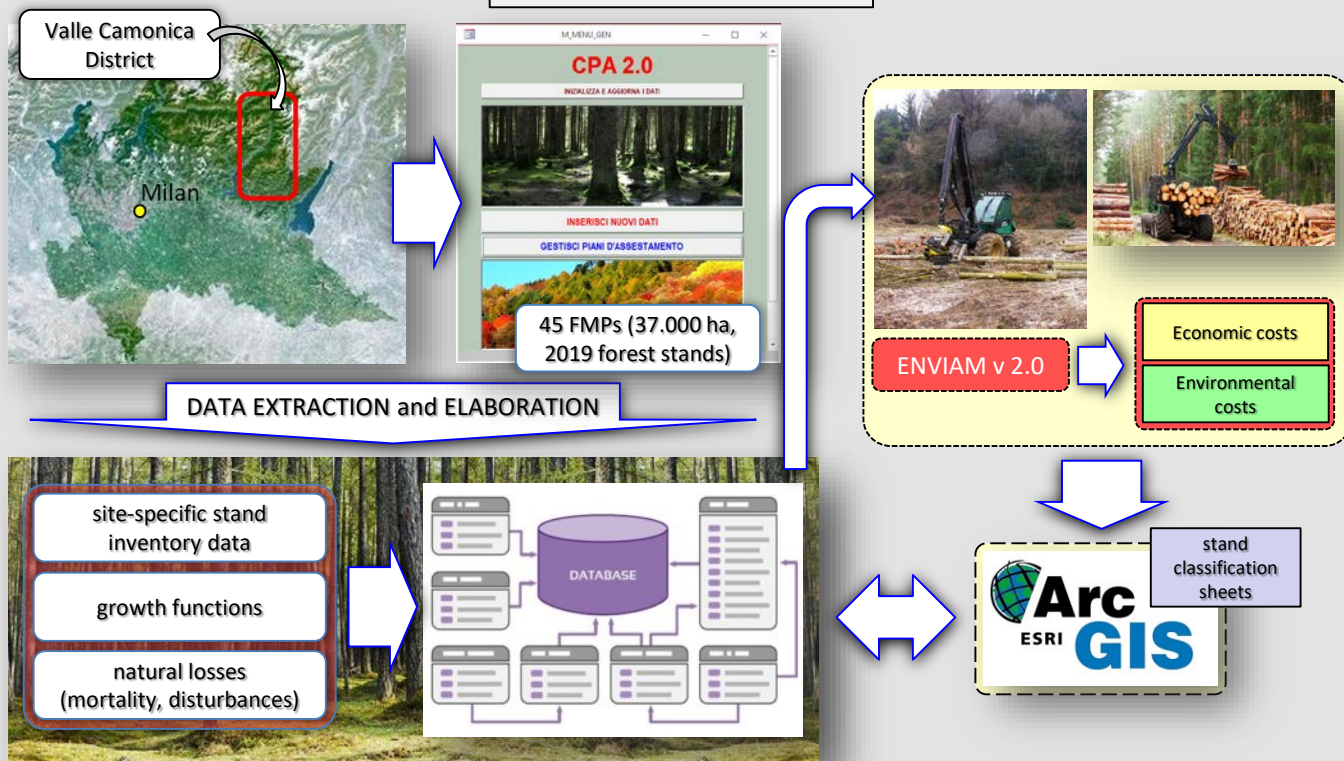 Valle Camonica
District
Milan
M_MENU_GEN
CPA 2.0
INIZIALIZZA E AGGIORNA I DATI
INSERISCI NUOVI DATI
GESTISCI PIANI D'ASSESTAMENTO
45 FMPs (37.000 ha,
2019 forest stands)
ENVIAM v 2.0
Economic costs
Environmental
costs
DATA EXTRACTION and ELABORATION
site-specific stand
inventory data
growth functions
natural losses
(mortality, disturbances)
DATABASE
stand
classification
sheets
Arc
ESRI
GIS